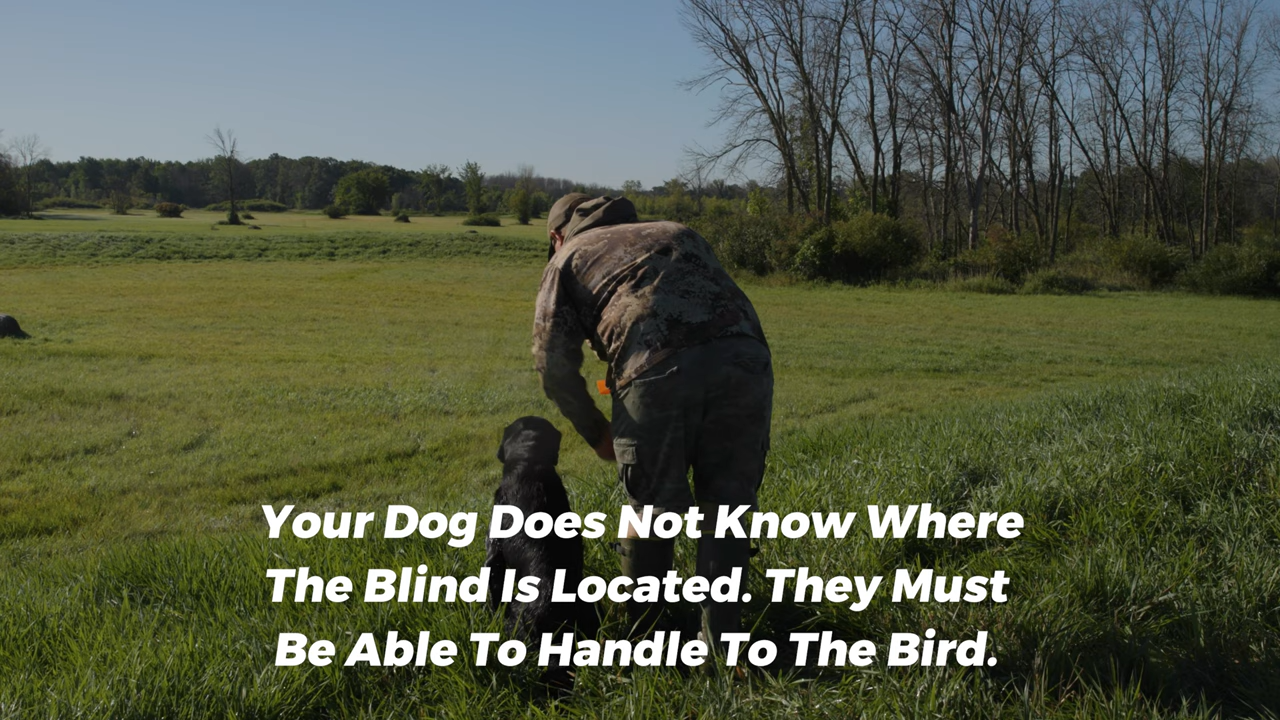 Your Dog Does Not Know Where
The Blind Is Located. They Must
Be Able To Handle To The Bird.